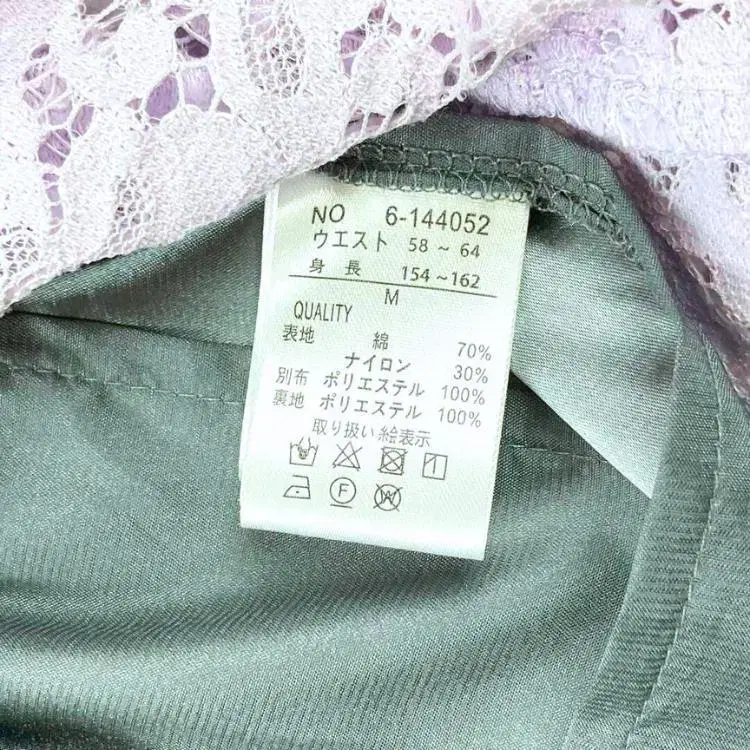 NO 6-144052
ウエスト 58 ~ 64
身長 154 ~ 162
M
QUALITY
表地 綿 70%
ナイロン 30%
別布 ポリエステル 100%
裏地 ポリエステル 100%
取り扱い絵表示
F W